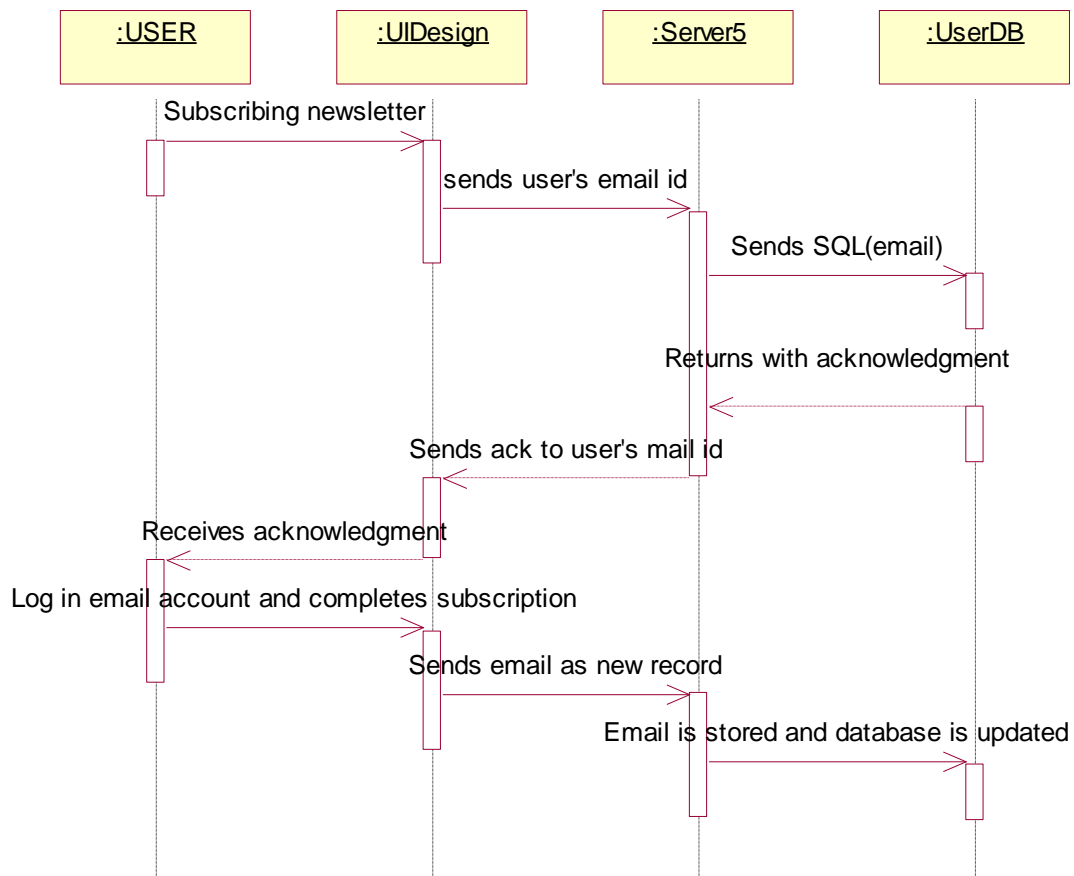 :USER
:UIDesign
:Server5
:UserDB
Subscribing newsletter
sends user's email id
Sends SQL(email)
Returns with acknowledgment
Sends ack to user's mail id
Receives acknowledgment
Log in email account and completes subscription
Sends email as new record
Email is stored and database is updated